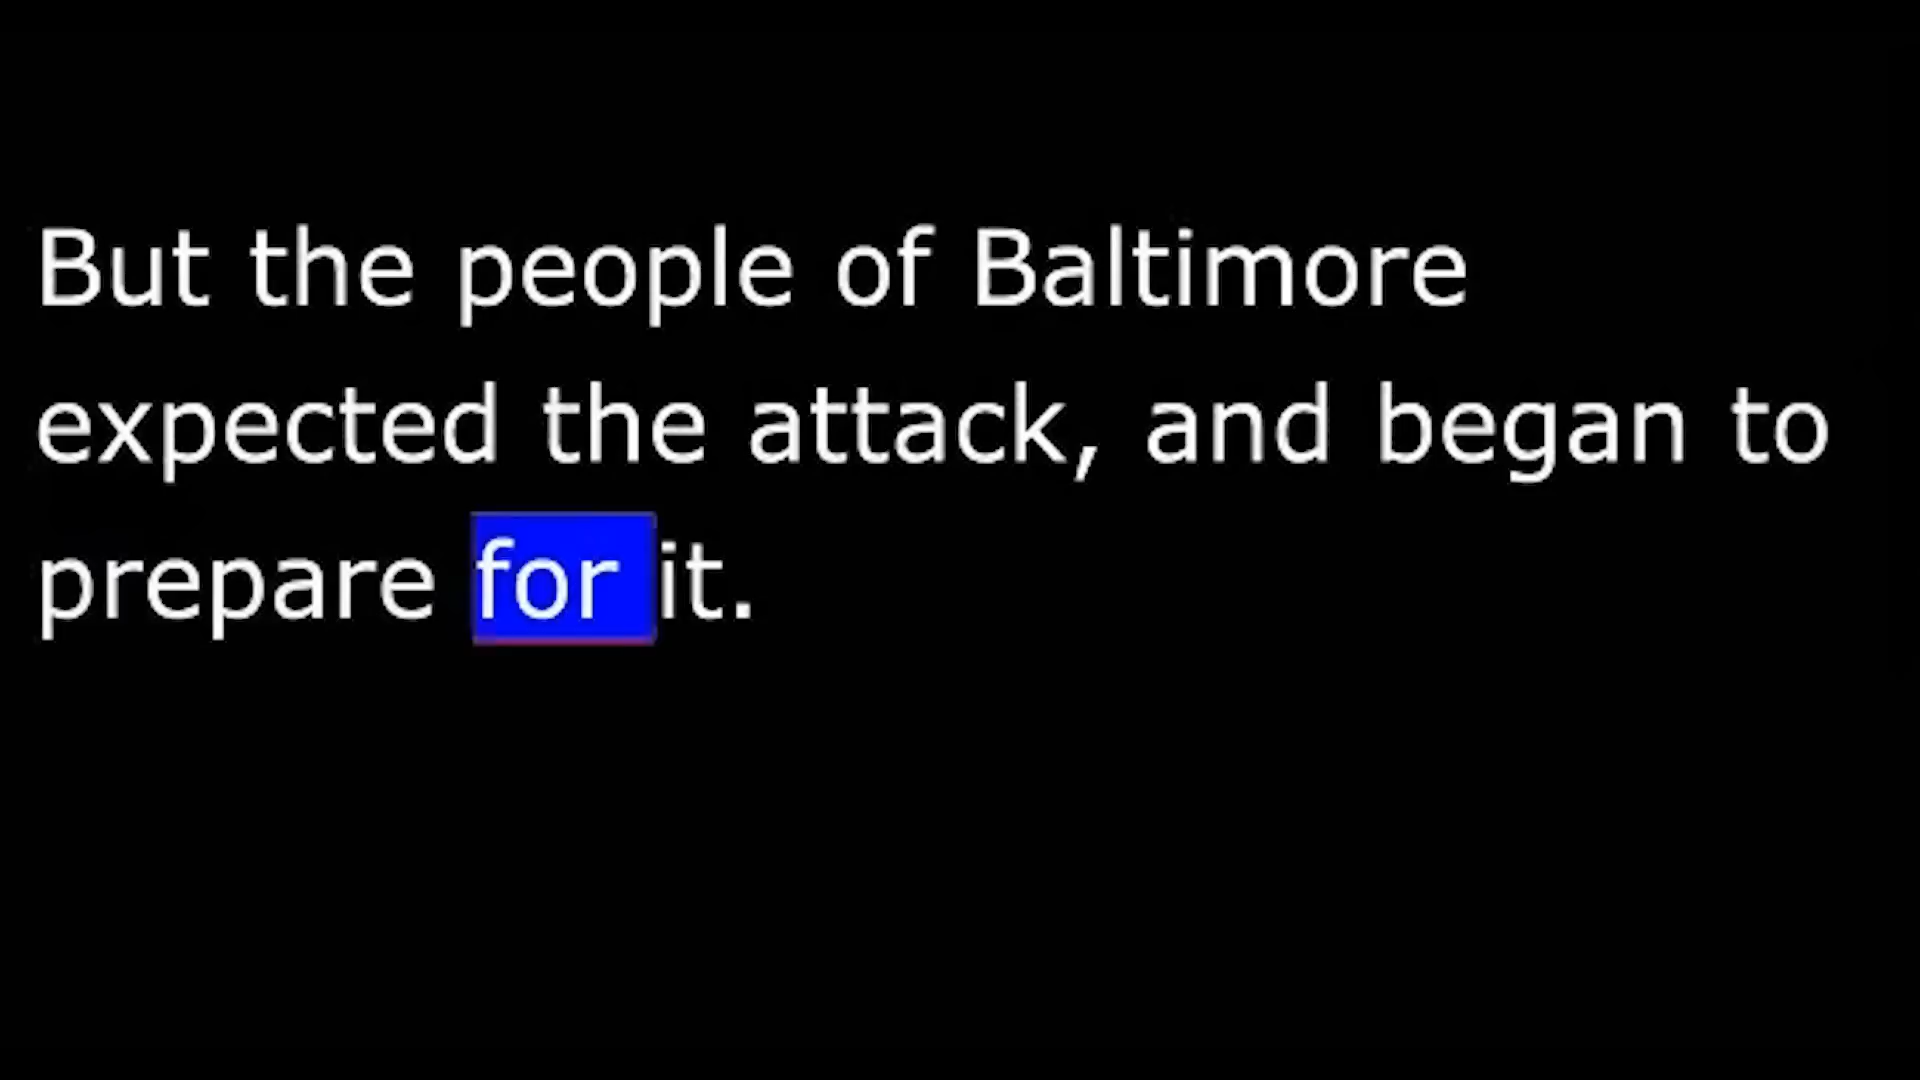 But the people of Baltimore
expected the attack, and began to
prepare for it.